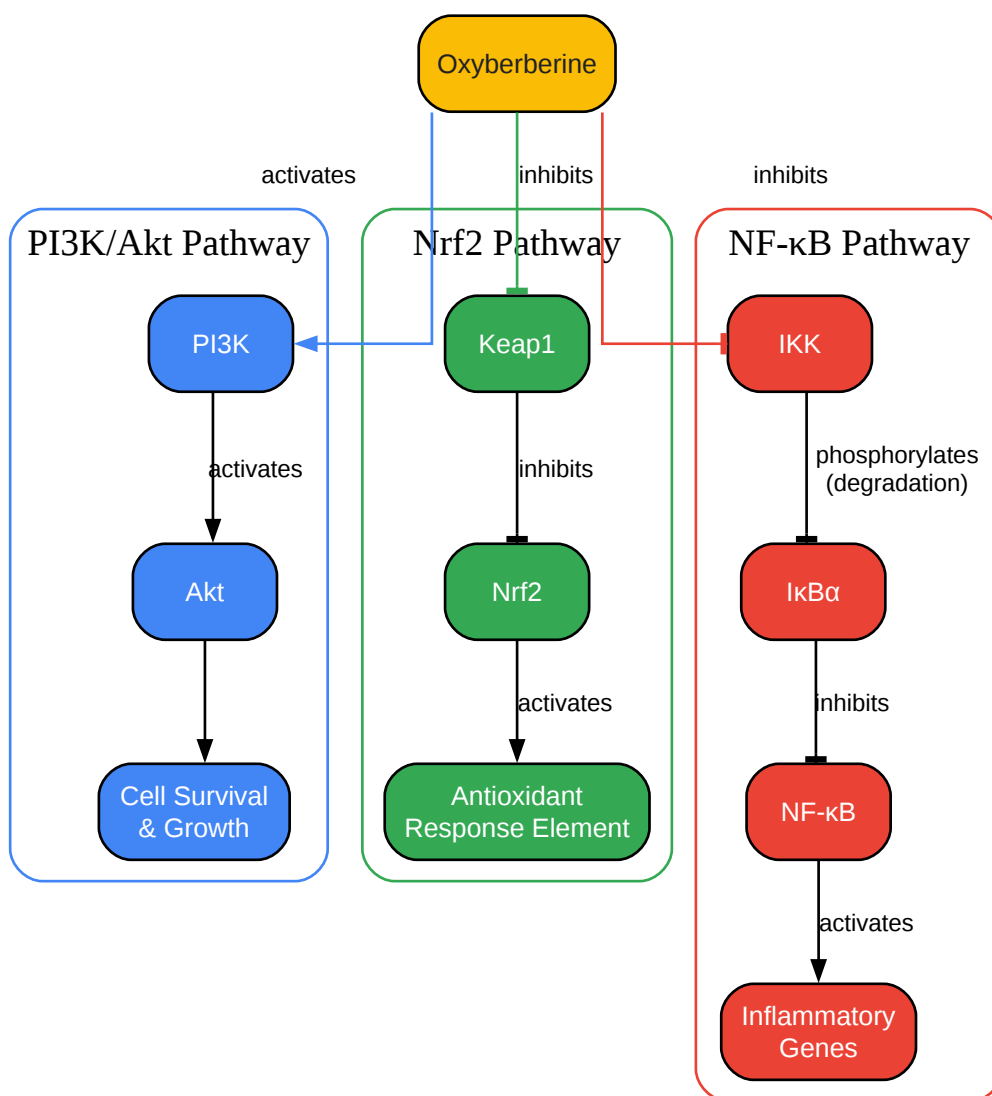 Oxyberberine
activates
inhibits
inhibits
PI3K/Akt Pathway
Nrf2 Pathway
NF-κB Pathway
PI3K
Keap1
IKK
activates
inhibits
phosphorylates
(degradation)
Akt
Nrf2
IκBα
activates
inhibits
Cell Survival
& Growth
Antioxidant
Response Element
NF-κB
activates
Inflammatory
Genes